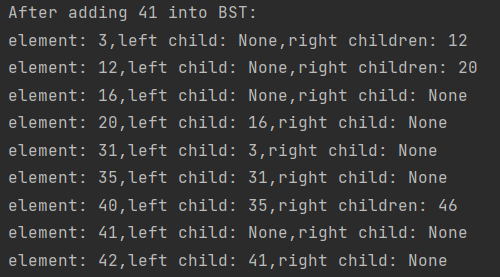 After adding 41 into BST:
element: 3,left child: None,right children: 12
element: 12,left child: None,right children: 20
element: 16,left child: None,right child: None
element: 20,left child: 16,right child: None
element: 31,left child: 3,right child: None
element: 35,left child: 31,right child: None
element: 40,left child: 35,right children: 46
element: 41,left child: None,right child: None
element: 42,left child: 41,right child: None